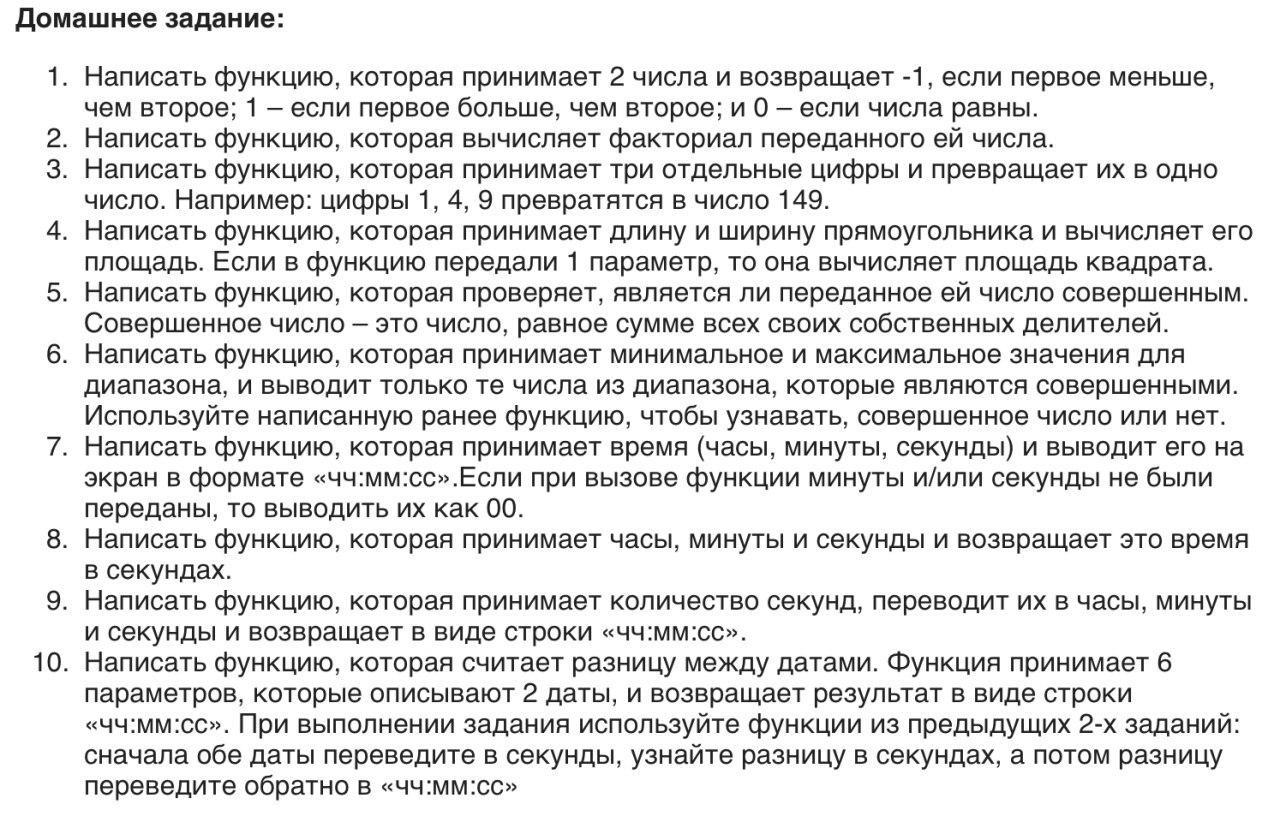 Домашнее задание:
1. Написать функцию, которая принимает 2 числа и возвращает -1, если первое меньше,
чем второе; 1 – если первое больше, чем второе; и 0 – если числа равны.
2. Написать функцию, которая вычисляет факториал переданного ей числа.
3. Написать функцию, которая принимает три отдельные цифры и превращает их в одно
число. Например: цифры 1, 4, 9 превратятся в число 149.
4. Написать функцию, которая принимает длину и ширину прямоугольника и вычисляет его
площадь. Если в функцию передали 1 параметр, то она вычисляет площадь квадрата.
5. Написать функцию, которая проверяет, является ли переданное ей число совершенным.
Совершенное число – это число, равное сумме всех своих собственных делителей.
6. Написать функцию, которая принимает минимальное и максимальное значения для
диапазона, и выводит только те числа из диапазона, которые являются совершенными.
Используйте написанную ранее функцию, чтобы узнавать, совершенное число или нет.
7. Написать функцию, которая принимает время (часы, минуты, секунды) и выводит его на
экран в формате «чч:мм:сс».Если при вызове функции минуты и/или секунды не были
переданы, то выводить их как 00.
8. Написать функцию, которая принимает часы, минуты и секунды и возвращает это время
в секундах.
9. Написать функцию, которая принимает количество секунд, переводит их в часы, минуты
и секунды и возвращает в виде строки «чч:мм:сс».
10. Написать функцию, которая считает разницу между датами. Функция принимает 6
параметров, которые описывают 2 даты, и возвращает результат в виде строки
«чч:мм:сс». При выполнении задания используйте функции из предыдущих 2-х заданий:
сначала обе даты переведите в секунды, узнайте разницу в секундах, а потом разницу
переведите обратно в «чч:мм:сс»